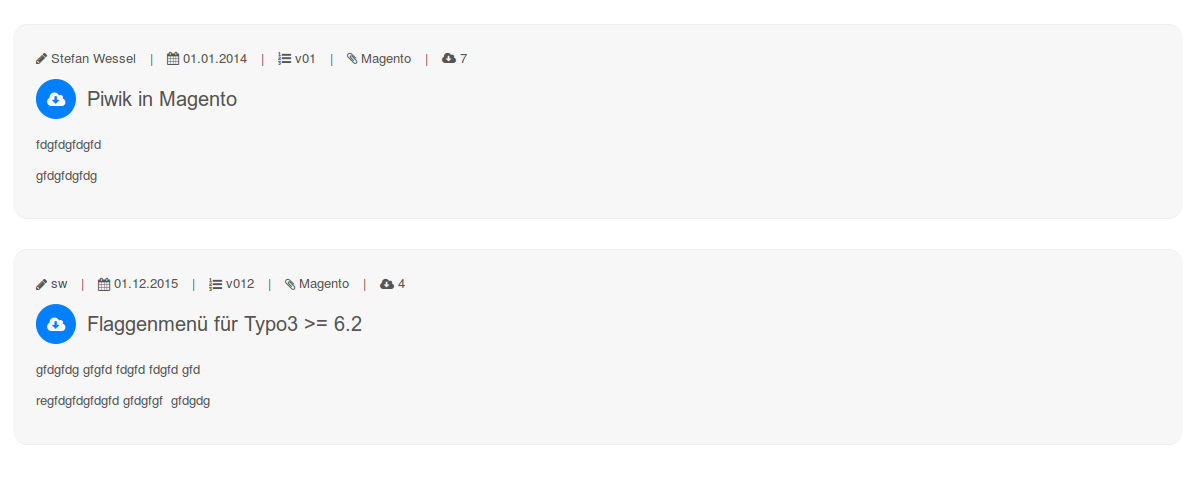 Stefan Wessel | 01.01.2014 | v01 | Magento | 7
Piwik in Magento
fdgfdgfdgfd
gfdgfdgfdg
sw | 01.12.2015 | v012 | Magento | 4
Flaggenmenü für Typo3 >= 6.2
gfdgfdg gfgfd fdgfd fdgfd gfd
regfdgfdgfdgfd gfdgfgf  gfdgdg